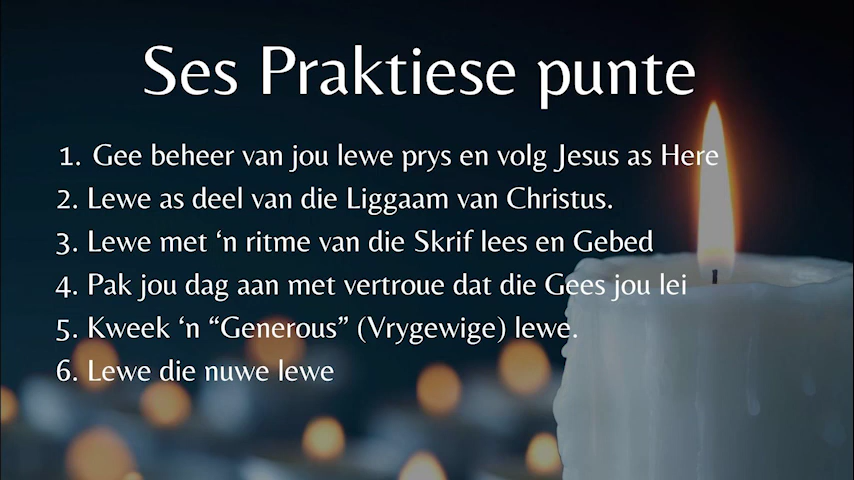 Ses Praktiese punte
1. Gee beheer van jou lewe prys en volg Jesus as Here
2. Lewe as deel van die Liggaam van Christus.
3. Lewe met ‘n ritme van die Skrif lees en Gebed
4. Pak jou dag aan met vertroue dat die Gees jou lei
5. Kweek ‘n “Generous” (Vrygewige) lewe.
6. Lewe die nuwe lewe